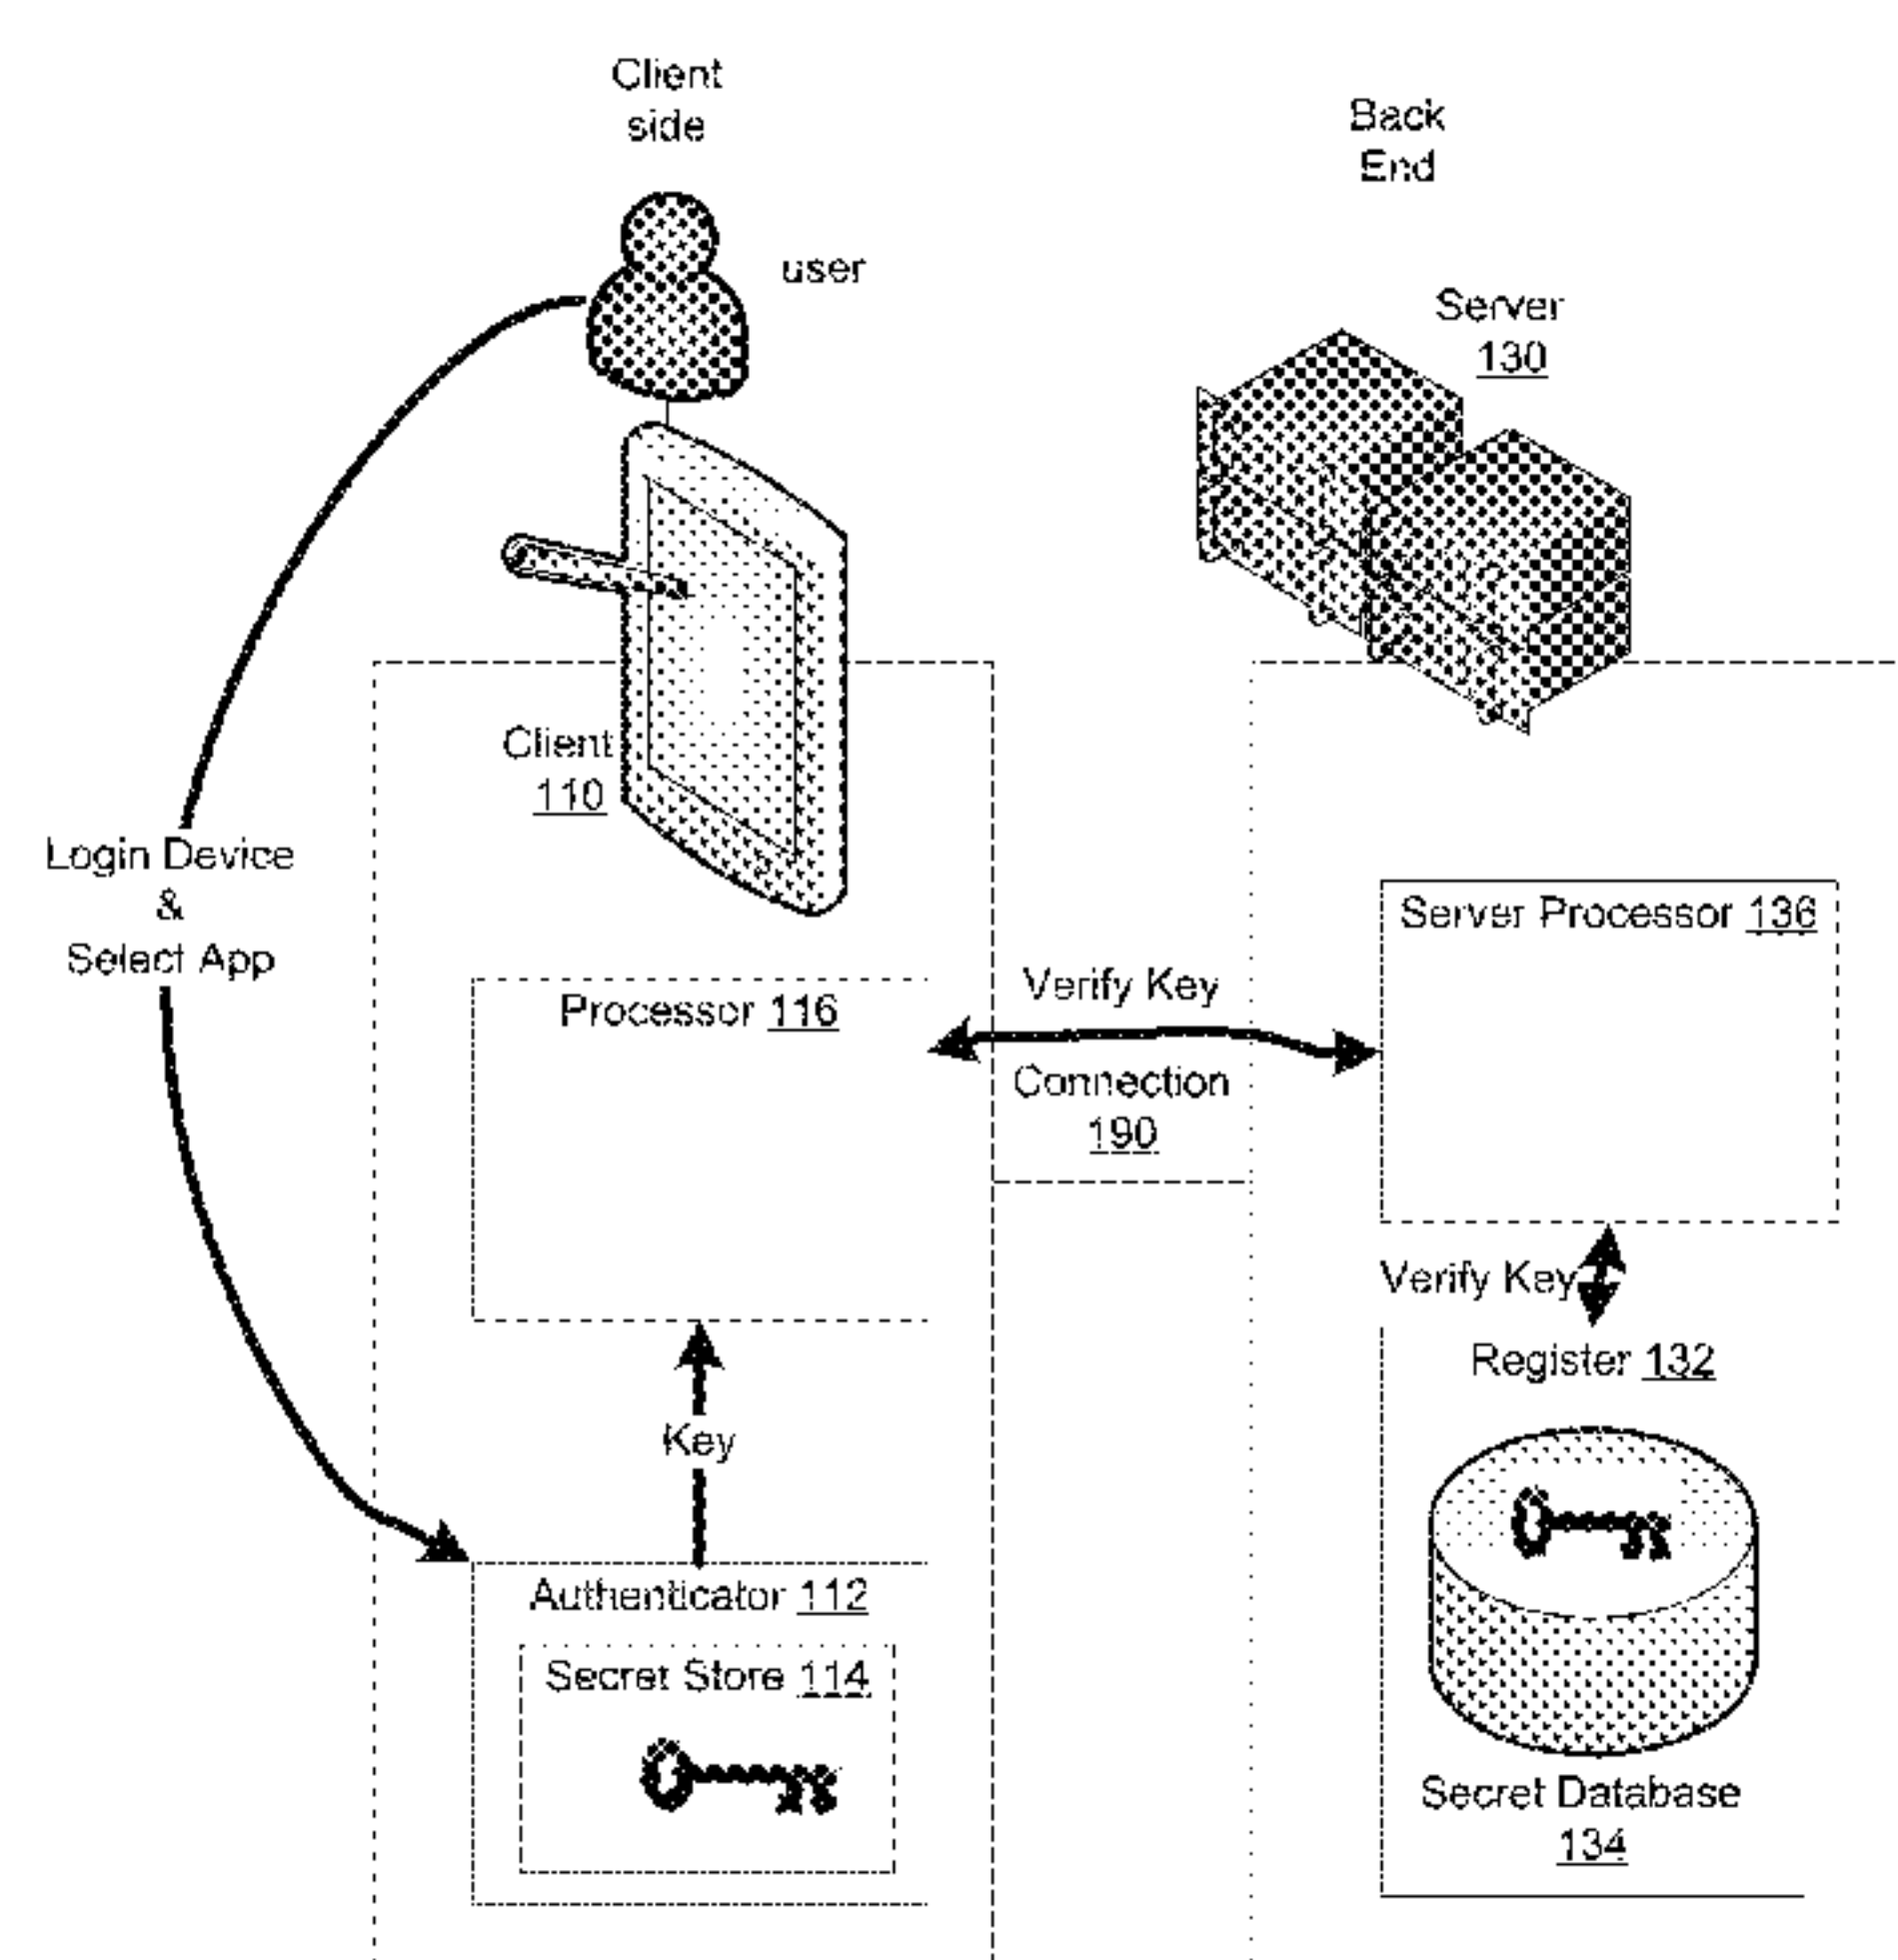 Client
side
Back
End
user
Server
130
Client
110
Login Device
&
Select App
Server Processor 136
Processor 116
Verify Key
Connection
190
Verify Key
Register 132
Key
Authenticator 112
Secret Store 114
Secret Database
134